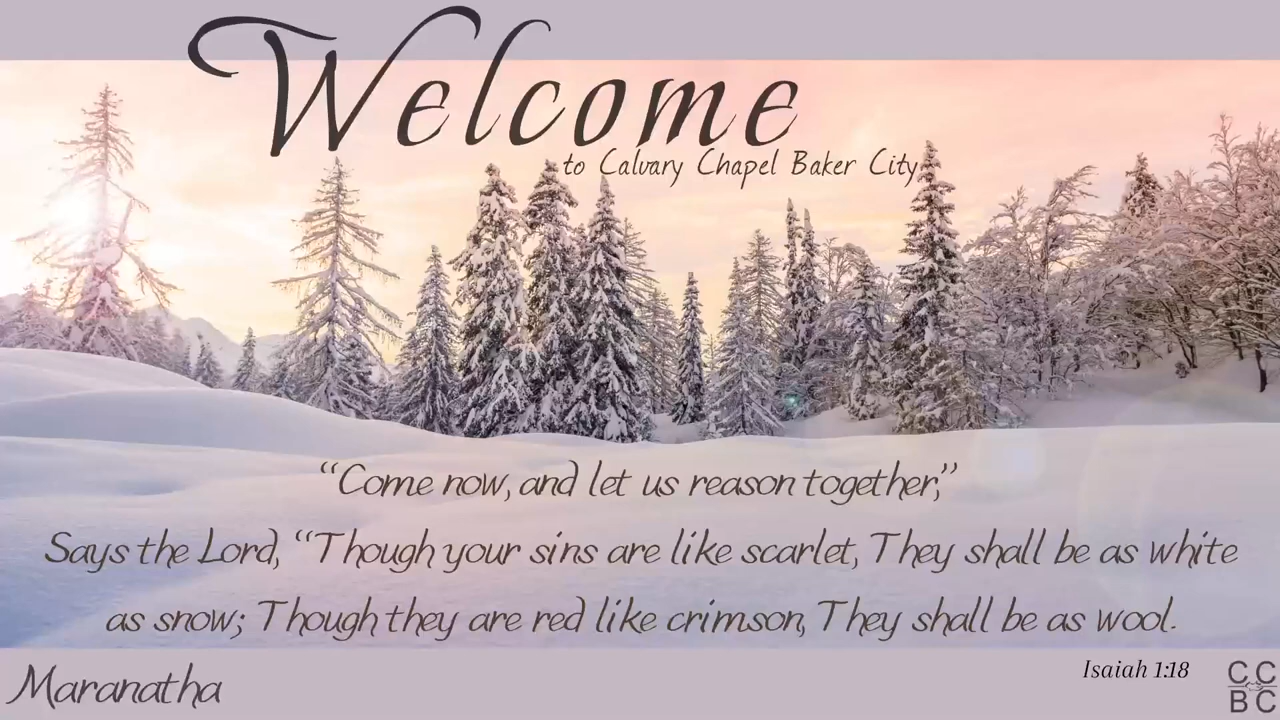 Welcome
to Calvary Chapel Baker City
“Come now, and let us reason together,”
Says the Lord, “Though your sins are like scarlet, They shall be as white
as snow; Though they are red like crimson, They shall be as wool.
Isaiah 1:18
Maranatha
CC
BC